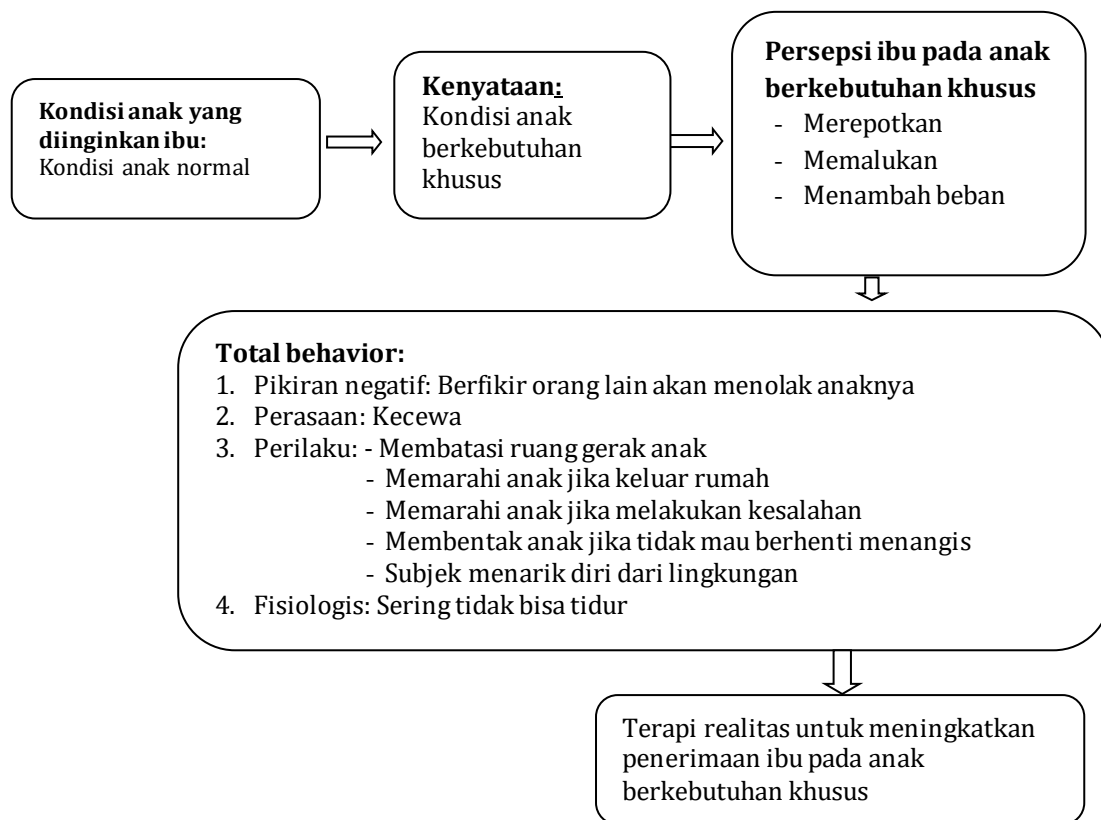 Kondisi anak yang
diinginkan ibu:
Kondisi anak normal
Kenyataan:
Kondisi anak
berkebutuhan
khusus
Persepsi ibu pada anak
berkebutuhan khusus
- Merepotkan
- Memalukan
- Menambah beban
Total behavior:
1. Pikiran negatif: Berfikir orang lain akan menolak anaknya
2. Perasaan: Kecewa
3. Perilaku: - Membatasi ruang gerak anak
- Memarahi anak jika keluar rumah
- Memarahi anak jika melakukan kesalahan
- Membentak anak jika tidak mau berhenti menangis
- Subjek menarik diri dari lingkungan
4. Fisiologis: Sering tidak bisa tidur
Terapi realitas untuk meningkatkan
penerimaan ibu pada anak
berkebutuhan khusus